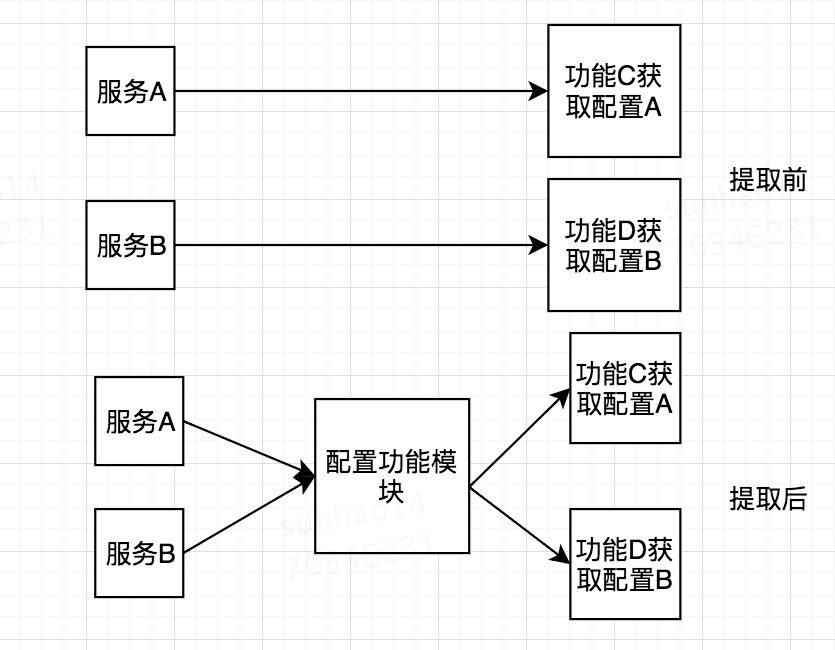 服务A
功能C获
取配置A
提取前
服务B
功能D获
取配置B
服务A
配置功能模
块
功能C获
取配置A
提取后
服务B
功能D获
取配置B
sunhao14
76346231